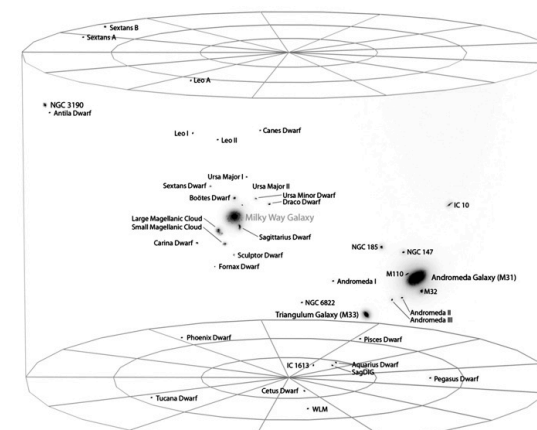 Sextans B
Sextans A
Leo A
NGC 3190
Antila Dwarf
Leo I
Leo II
Canes Dwarf
Ursa Major I
Ursa Major II
Sextans Dwarf
Boötes Dwarf
Ursa Minor Dwarf
Draco Dwarf
IC 10
Large Magellanic Cloud
Milky Way Galaxy
Small Magellanic Cloud
Sagittarius Dwarf
Carina Dwarf
NGC 185
NGC 147
Sculptor Dwarf
Fornax Dwarf
M110
Andromeda Galaxy (M31)
Andromeda I
M32
NGC 6822
Andromeda II
Triangulum Galaxy (M33)
Andromeda III
Phoenix Dwarf
Pisces Dwarf
IC 1613
Aquarius Dwarf
SagDIG
Pegasus Dwarf
Cetus Dwarf
Tucana Dwarf
WLM